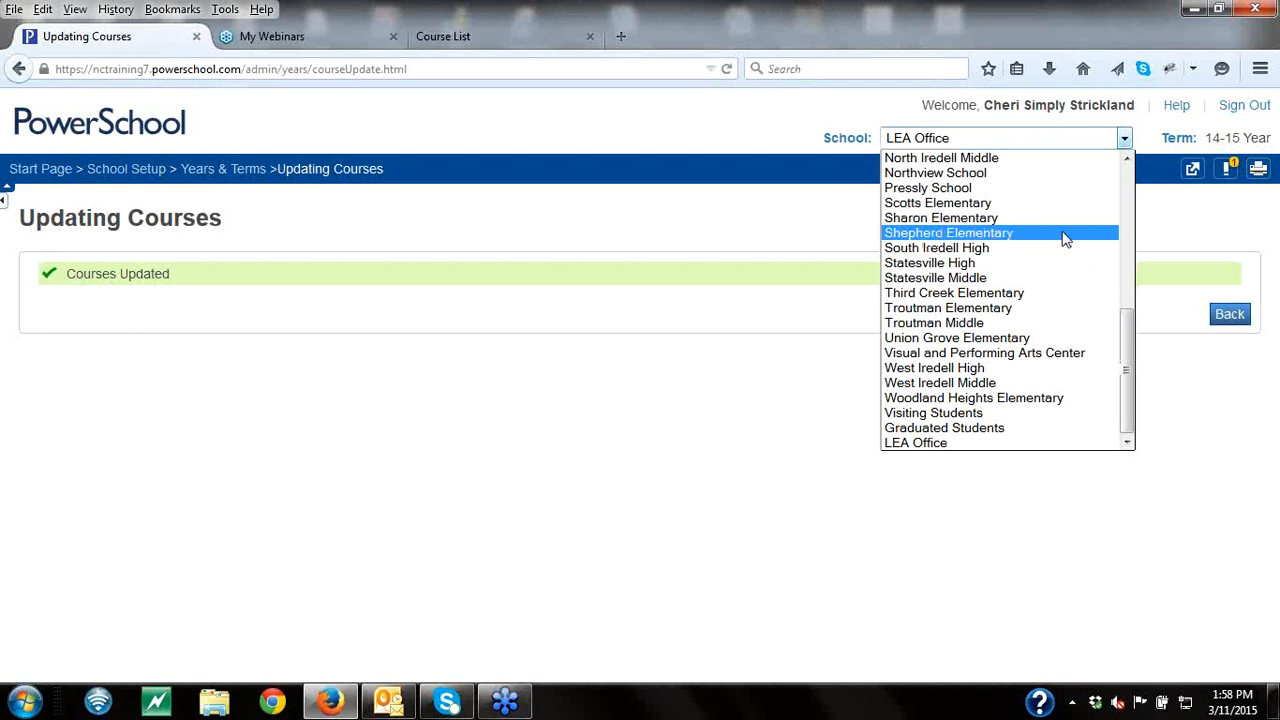 File Edit View History Bookmarks Tools Help
Updating Courses
My Webinars
Course List
https://nctraining7.powerschool.com/admin/years/courseUpdate.html
Search
Welcome, Cheri Simply Strickland
Help
Sign Out
PowerSchool
School: LEA Office
Term: 14-15 Year
Start Page > School Setup > Years & Terms >Updating Courses
Updating Courses
Courses Updated
Back
North Iredell Middle
Northview School
Pressly School
Scotts Elementary
Sharon Elementary
Shepherd Elementary
South Iredell High
Statesville High
Statesville Middle
Third Creek Elementary
Troutman Elementary
Troutman Middle
Union Grove Elementary
Visual and Performing Arts Center
West Iredell High
West Iredell Middle
Woodland Heights Elementary
Visiting Students
Graduated Students
LEA Office
1:58 PM
3/11/2015